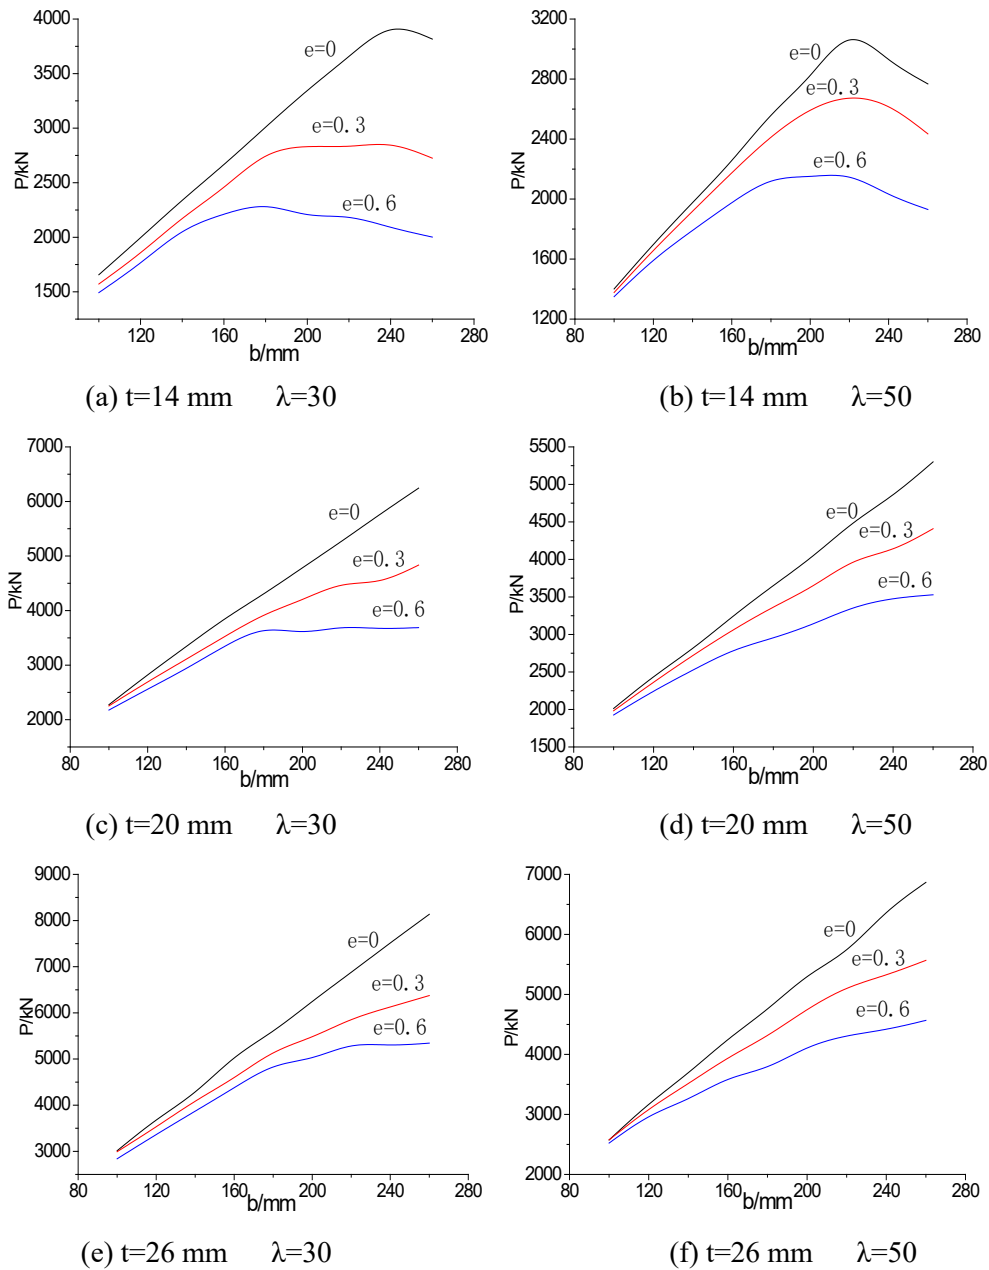 4000
3500
3000
2500
2000
1500
P/kN
e=0
e=0.3
e=0.6
120 160 200 240 280
b/mm
(a) t=14 mm λ=30
3200
2800
2400
2000
1600
1200
P/kN
e=0
e=0.3
e=0.6
80 120 160 200 240 280
b/mm
(b) t=14 mm λ=50
7000
6000
5000
4000
3000
2000
P/kN
e=0
e=0.3
e=0.6
80 120 160 200 240 280
b/mm
(c) t=20 mm λ=30
5500
5000
4500
4000
3500
3000
2500
2000
1500
P/kN
e=0
e=0.3
e=0.6
80 120 160 200 240 280
b/mm
(d) t=20 mm λ=50
9000
8000
7000
6000
5000
4000
3000
P/kN
e=0
e=0.3
e=0.6
80 120 160 200 240 280
b/mm
(e) t=26 mm λ=30
7000
6000
5000
4000
3000
2000
P/kN
e=0
e=0.3
e=0.6
80 120 160 200 240 280
b/mm
(f) t=26 mm λ=50